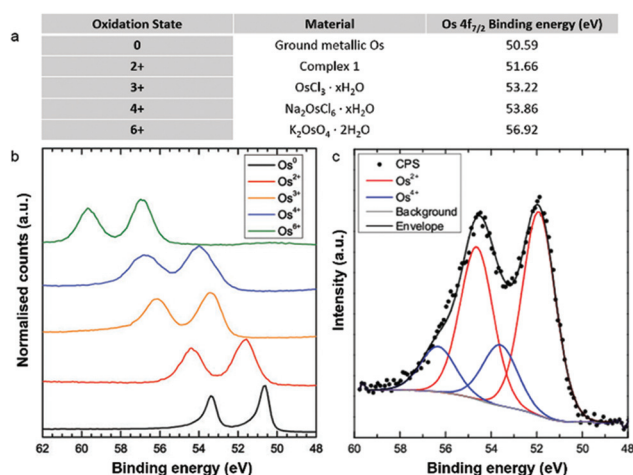 a
Oxidation State Material Os 4f7/2 Binding energy (eV)
0 Ground metallic Os 50.59
2+ Complex 1 51.66
3+ OsCl₃ · xH₂O 53.22
4+ Na₂OsCl₆ · xH₂O 53.86
6+ K₂OsO₄ · 2H₂O 56.92
b
Normalised counts (a.u.)
Os⁰
Os²⁺
Os³⁺
Os⁴⁺
Os⁶⁺
62 60 58 56 54 52 50 48
Binding energy (eV)
c
Intensity (a.u.)
CPS
Os²⁺
Os⁴⁺
Background
Envelope
60 58 56 54 52 50 48
Binding energy (eV)